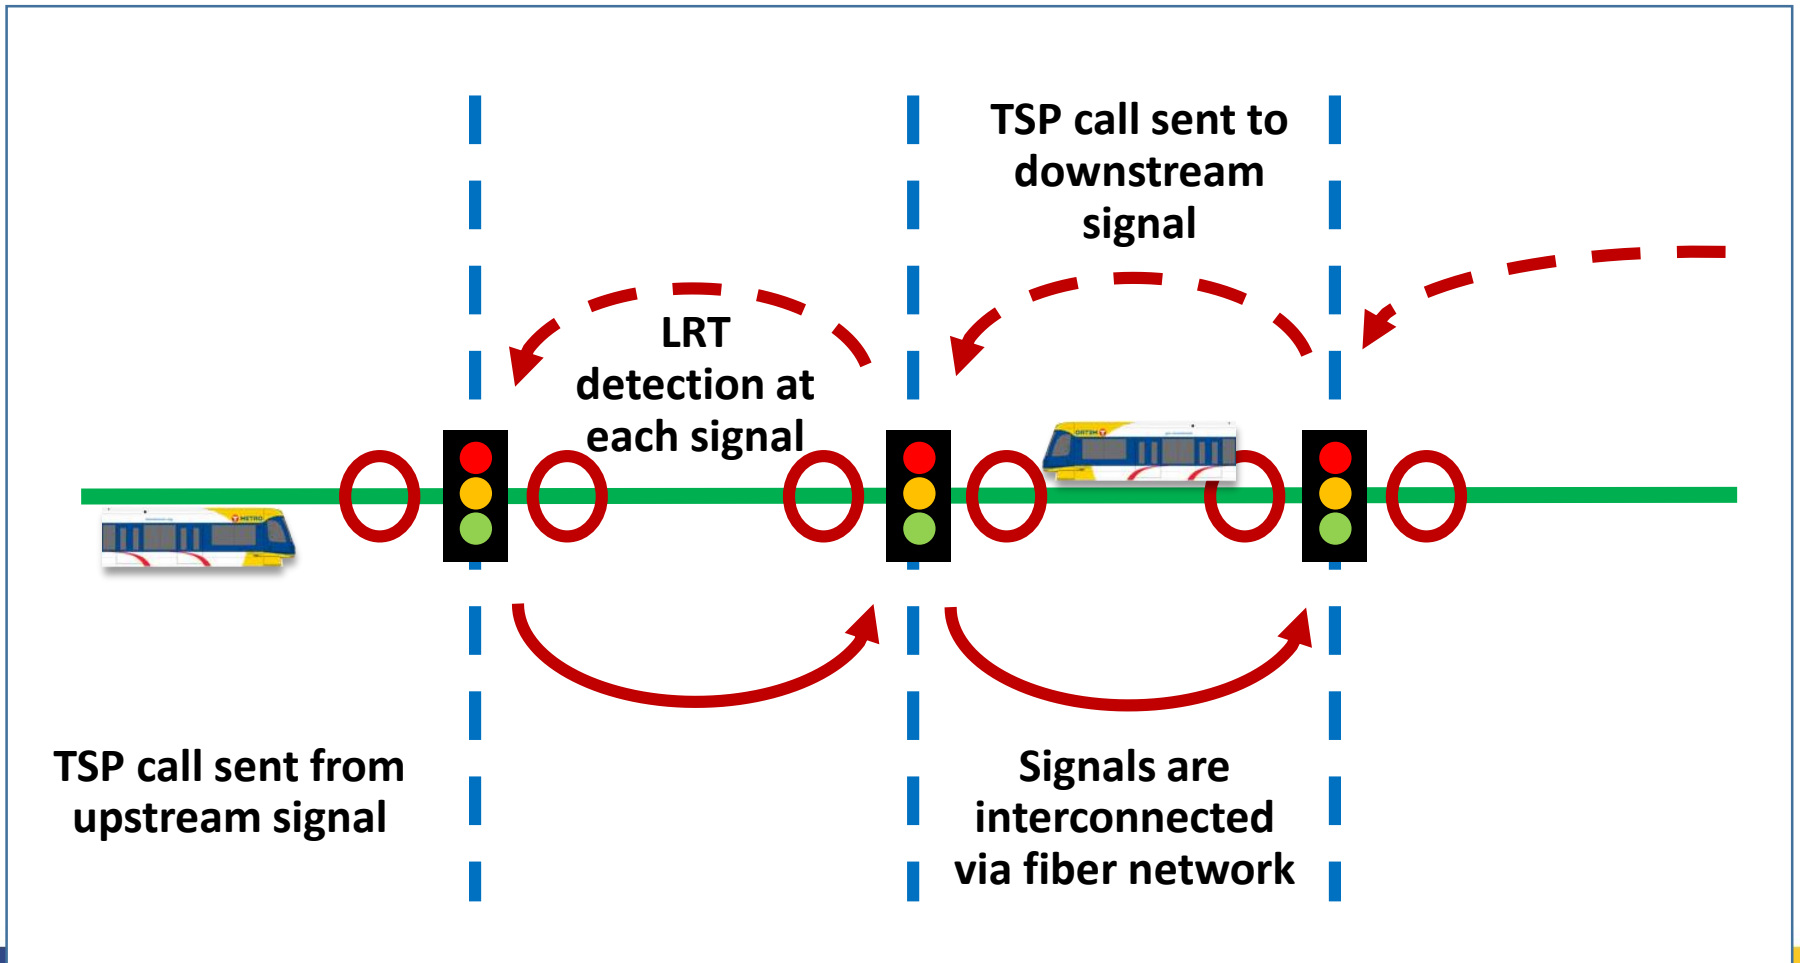 TSP call sent to
downstream
signal
LRT
detection at
each signal
METRO
TSP call sent from
upstream signal
Signals are
interconnected
via fiber network